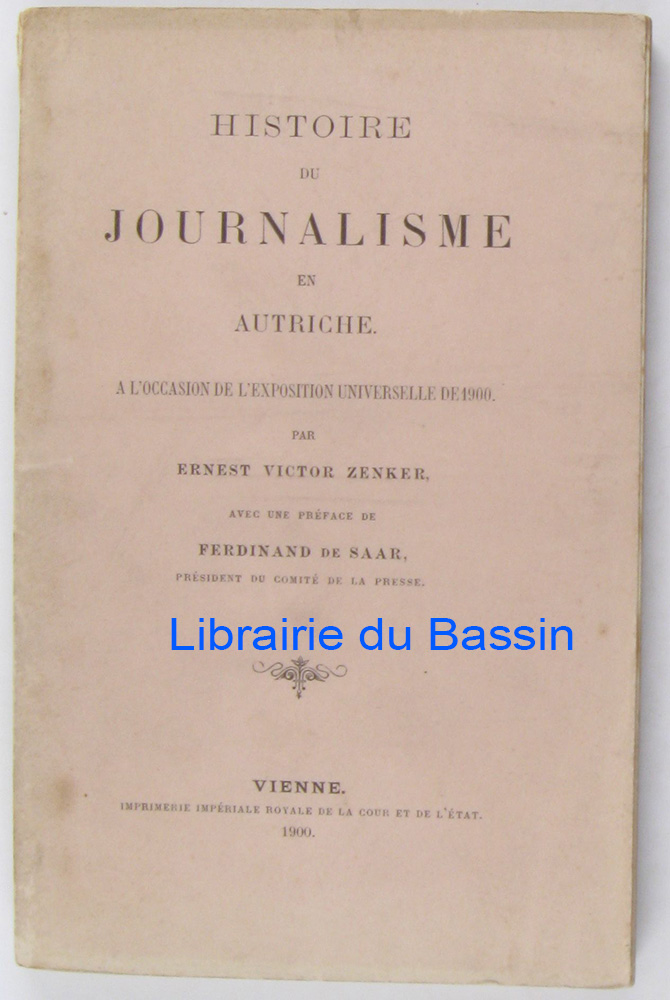 HISTOIRE
DU
JOURNALISME
EN
AUTRICHE.
A L'OCCASION DE L'EXPOSITION UNIVERSELLE DE 1900.
PAR
ERNEST VICTOR ZENKER,
AVEC UNE PRÉFACE DE
FERDINAND DE SAAR,
PRÉSIDENT DU COMITÉ DE LA PRESSE.
Librairie du Bassin
VIENNE.
IMPRIMERIE IMPÉRIALE ROYALE DE LA COUR ET DE L'ÉTAT.
1900.